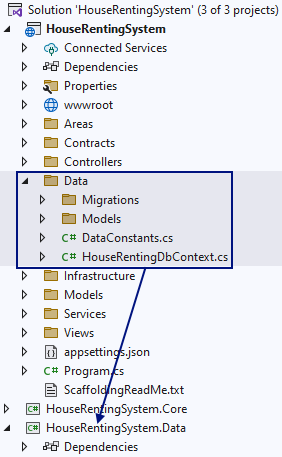 Solution 'HouseRentingSystem' (3 of 3 projects)
HouseRentingSystem
Connected Services
Dependencies
Properties
wwwroot
Areas
Contracts
Controllers
Data
Migrations
Models
C# DataConstants.cs
C# HouseRentingDbContext.cs
Infrastructure
Models
Services
Views
appsettings.json
C# Program.cs
ScaffoldingReadMe.txt
C# HouseRentingSystem.Core
C# HouseRentingSystem.Data
Dependencies